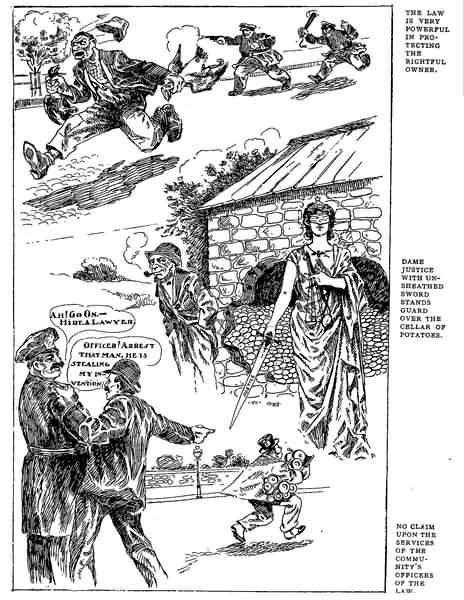 THE LAW
IS VERY
POWERFUL
IN PRO-
TECTING
THE
RIGHTFUL
OWNER.
DAME
JUSTICE
WITH UN-
SHEATHED
SWORD
STANDS
GUARD
OVER THE
CELLAR OF
POTATOES.
AH! GO ON.—
HIRE A LAWYER.
OFFICER! ARREST
THAT MAN, HE IS
STEALING
MY IN-
VENTION!
NO CLAIM
UPON THE
SERVICES
OF THE
COMMU-
NITY'S
OFFICERS
OF THE
LAW.